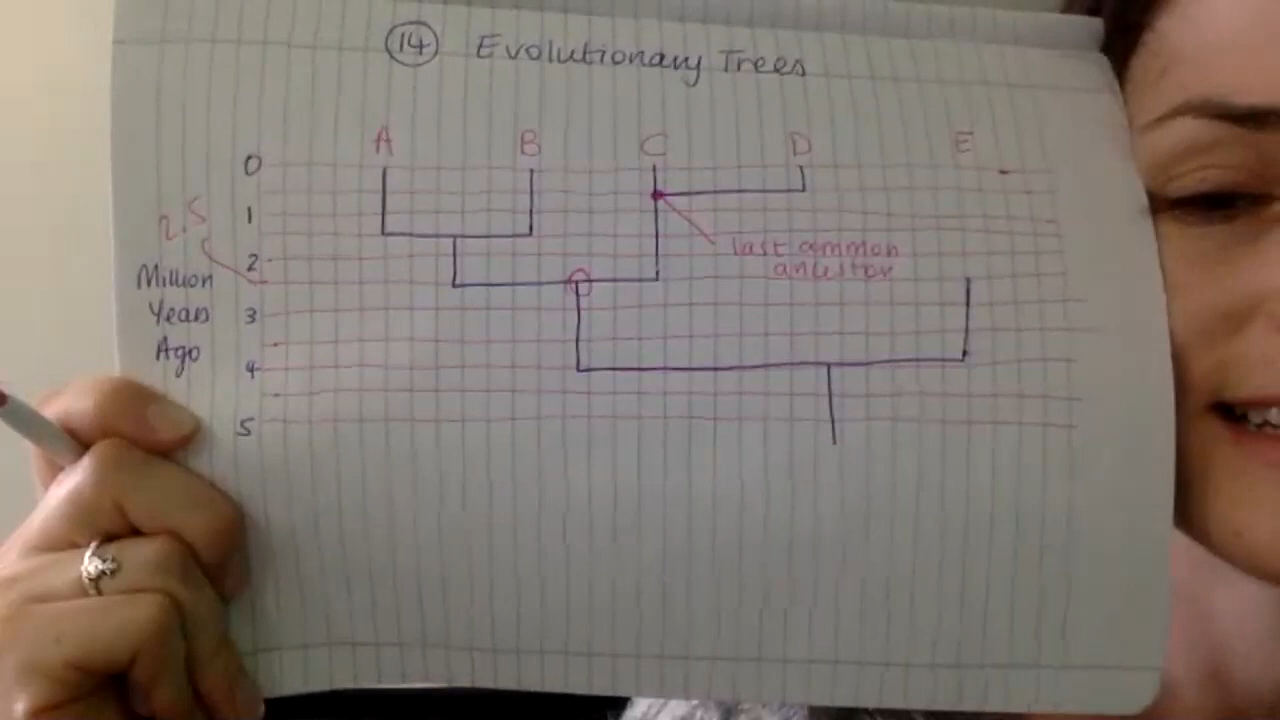 14 Evolutionary Trees
A B C D E
0
1
2.5
2
last common
ancestor
Million
Years
Ago
3
4
5